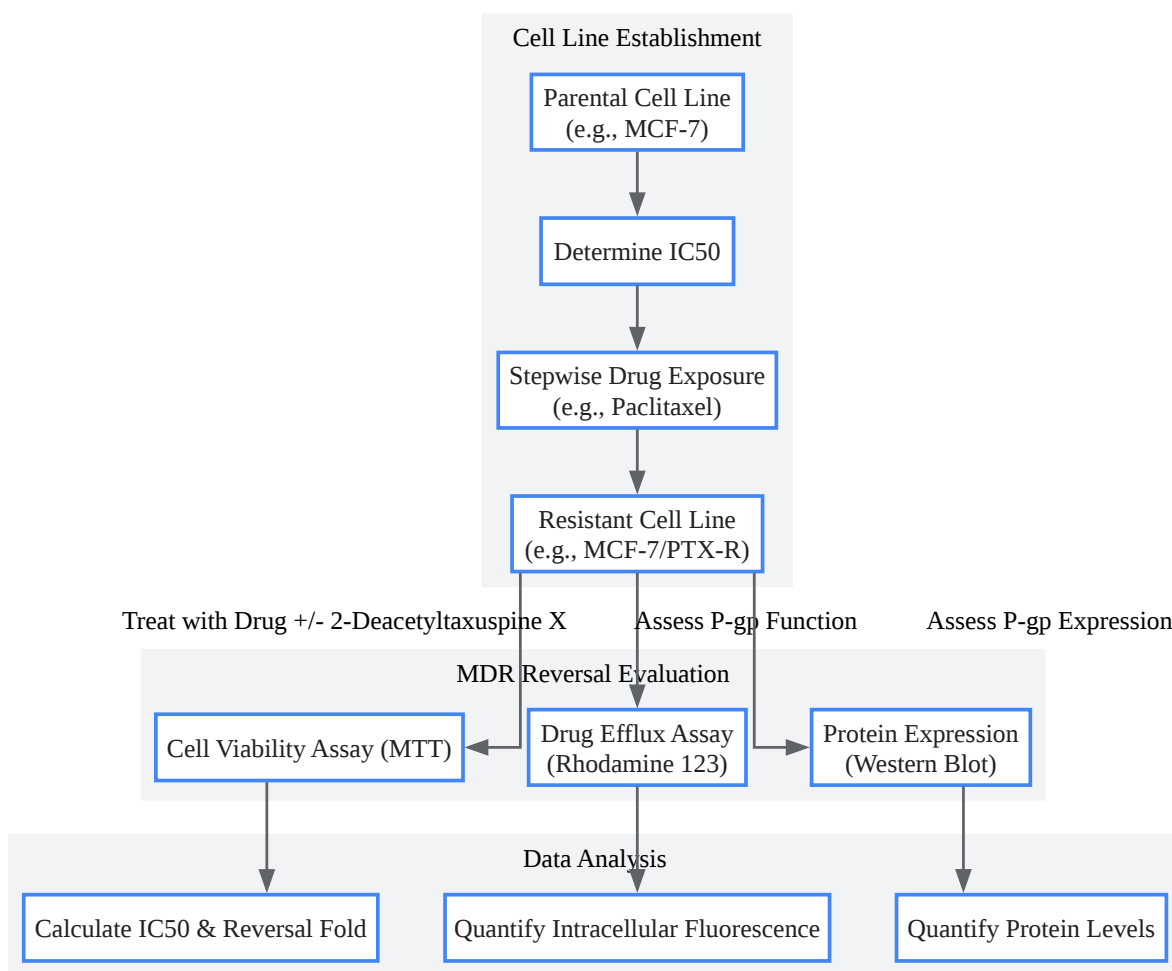 Cell Line Establishment
Parental Cell Line
(e.g., MCF-7)
Determine IC50
Stepwise Drug Exposure
(e.g., Paclitaxel)
Resistant Cell Line
(e.g., MCF-7/PTX-R)
Treat with Drug +/- 2-Deacetyltaxuspine X
Assess P-gp Function
Assess P-gp Expression
MDR Reversal Evaluation
Cell Viability Assay (MTT)
Drug Efflux Assay
(Rhodamine 123)
Protein Expression
(Western Blot)
Data Analysis
Calculate IC50 & Reversal Fold
Quantify Intracellular Fluorescence
Quantify Protein Levels